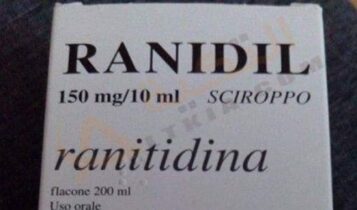 RANIDIL
150 mg/10 ml SCIROPPO
ranitidina
flacone 200 ml
Uso orale